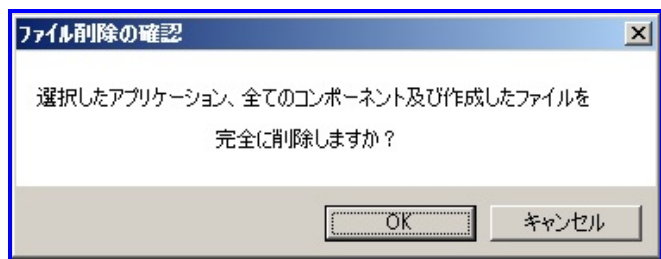 ファイル削除の確認
選択したアプリケーション、全てのコンポーネント及び作成したファイルを
完全に削除しますか？
OK
キャンセル